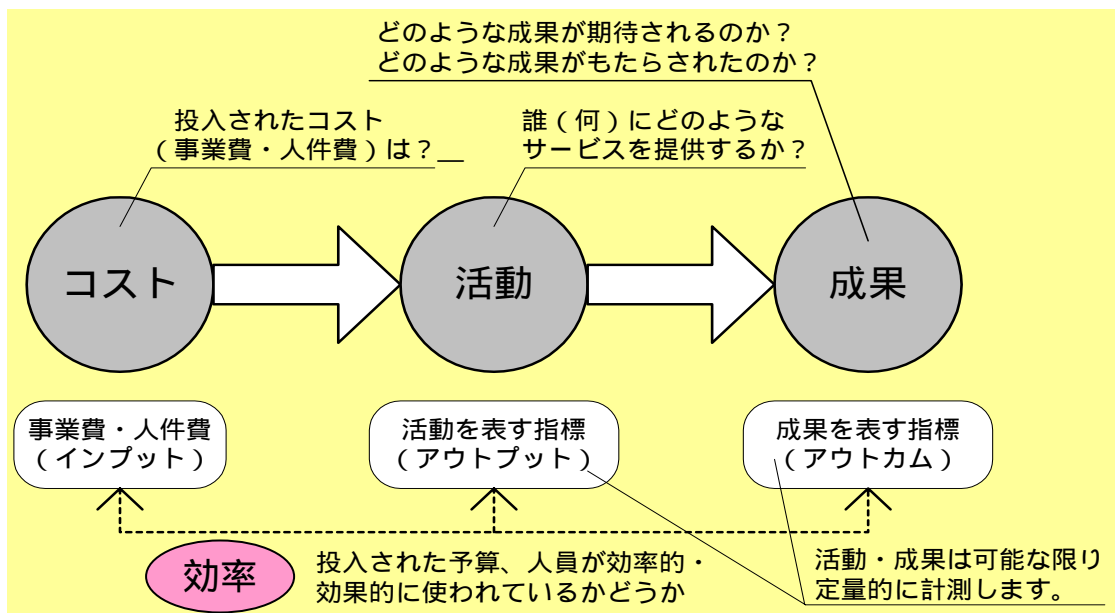 どのような成果が期待されるのか？
どのような成果がもたらされたのか？
投入されたコスト
（事業費・人件費）は？
誰（何）にどのような
サービスを提供するか？
コスト
活動
成果
事業費・人件費
（インプット）
活動を表す指標
（アウトプット）
成果を表す指標
（アウトカム）
効率
投入された予算、人員が効率的・
効果的に使われているかどうか
活動・成果は可能な限り
定量的に計測します。